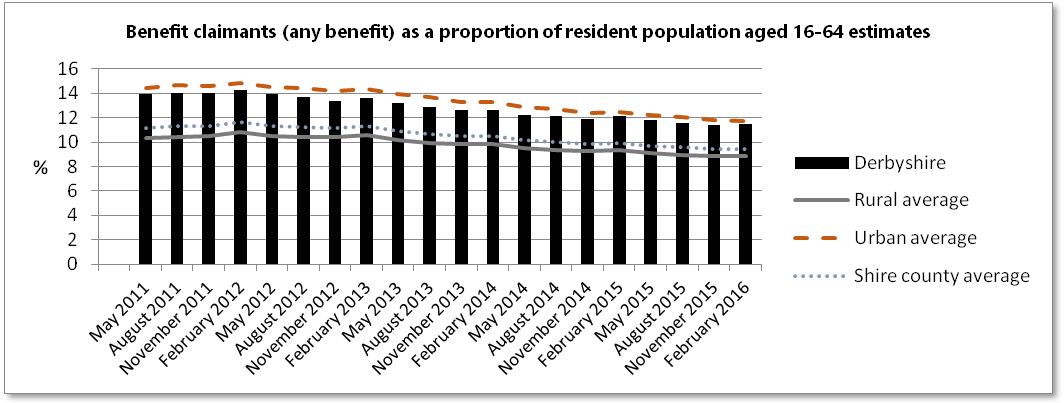 Benefit claimants (any benefit) as a proportion of resident population aged 16-64 estimates
16
14
12
10
8
6
4
2
0
%
May 2011
August 2011
November 2011
February 2012
May 2012
August 2012
November 2012
February 2013
May 2013
August 2013
November 2013
February 2014
May 2014
August 2014
November 2014
February 2015
May 2015
August 2015
November 2015
February 2016
Derbyshire
Rural average
Urban average
Shire county average